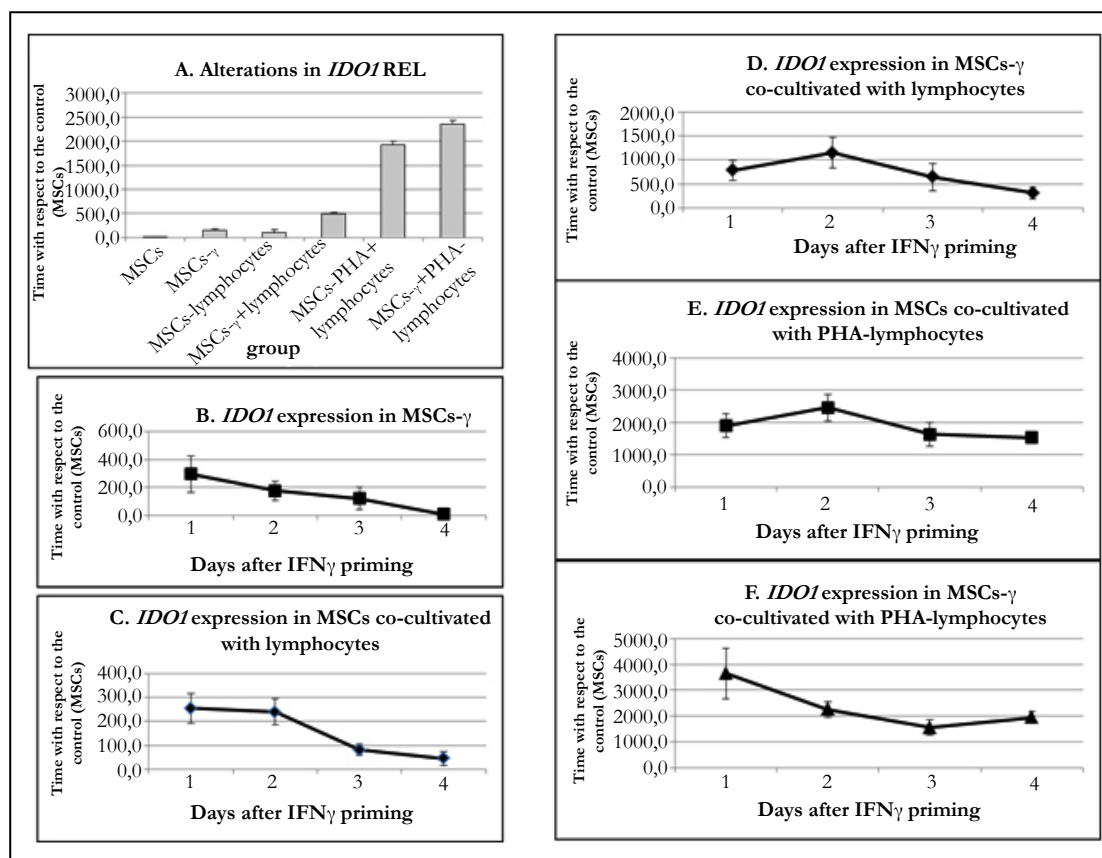 A. Alterations in IDO1 REL
Time with respect to the control
(MSCs)
3000,0
2500,0
2000,0
1500,0
1000,0
500,0
0,0
MSCs
MSCs-γ
MSCs-lymphocytes
MSCs-γ+lymphocytes
MSCs-PHA+
lymphocytes
MSCs-γ+PHA-
lymphocytes
group
B. IDO1 expression in MSCs-γ
Time with respect to the
control (MSCs)
600,0
400,0
200,0
0,0
1 2 3 4
Days after IFNγ priming
C. IDO1 expression in MSCs co-cultivated
with lymphocytes
Time with respect to the
control (MSCs)
400,0
300,0
200,0
100,0
0,0
1 2 3 4
Days after IFNγ priming
D. IDO1 expression in MSCs-γ
co-cultivated with lymphocytes
Time with respect to the
control (MSCs)
2000,0
1500,0
1000,0
500,0
0,0
1 2 3 4
Days after IFNγ priming
E. IDO1 expression in MSCs co-cultivated
with PHA-lymphocytes
Time with respect to the
control (MSCs)
4000,0
3000,0
2000,0
1000,0
0,0
1 2 3 4
Days after IFNγ priming
F. IDO1 expression in MSCs-γ
co-cultivated with PHA-lymphocytes
Time with respect to the
control (MSCs)
5000,0
4000,0
3000,0
2000,0
1000,0
0,0
1 2 3 4
Days after IFNγ priming